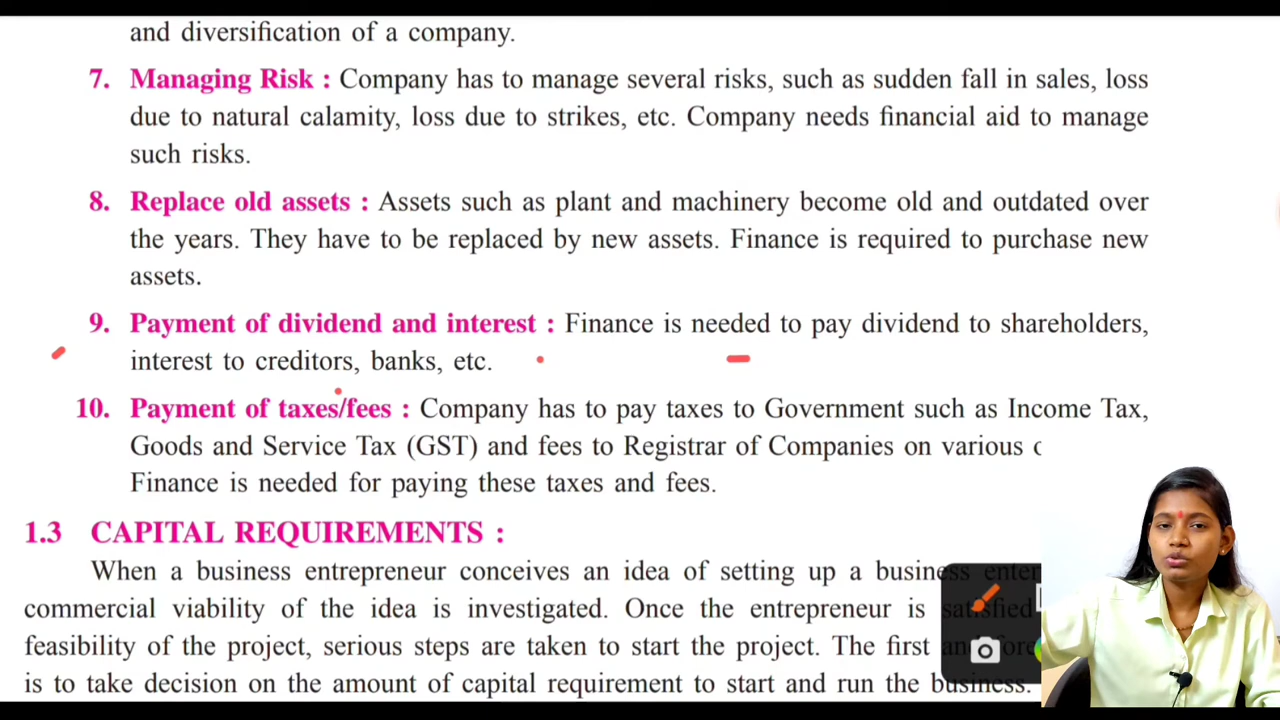 and diversification of a company.
7. Managing Risk : Company has to manage several risks, such as sudden fall in sales, loss
due to natural calamity, loss due to strikes, etc. Company needs financial aid to manage
such risks.
8. Replace old assets : Assets such as plant and machinery become old and outdated over
the years. They have to be replaced by new assets. Finance is required to purchase new
assets.
9. Payment of dividend and interest : Finance is needed to pay dividend to shareholders,
interest to creditors, banks, etc.
10. Payment of taxes/fees : Company has to pay taxes to Government such as Income Tax,
Goods and Service Tax (GST) and fees to Registrar of Companies on various
Finance is needed for paying these taxes and fees.
1.3 CAPITAL REQUIREMENTS :
When a business entrepreneur conceives an idea of setting up a business
commercial viability of the idea is investigated. Once the entrepreneur is satisfied
feasibility of the project, serious steps are taken to start the project. The first
is to take decision on the amount of capital requirement to start and run the business.